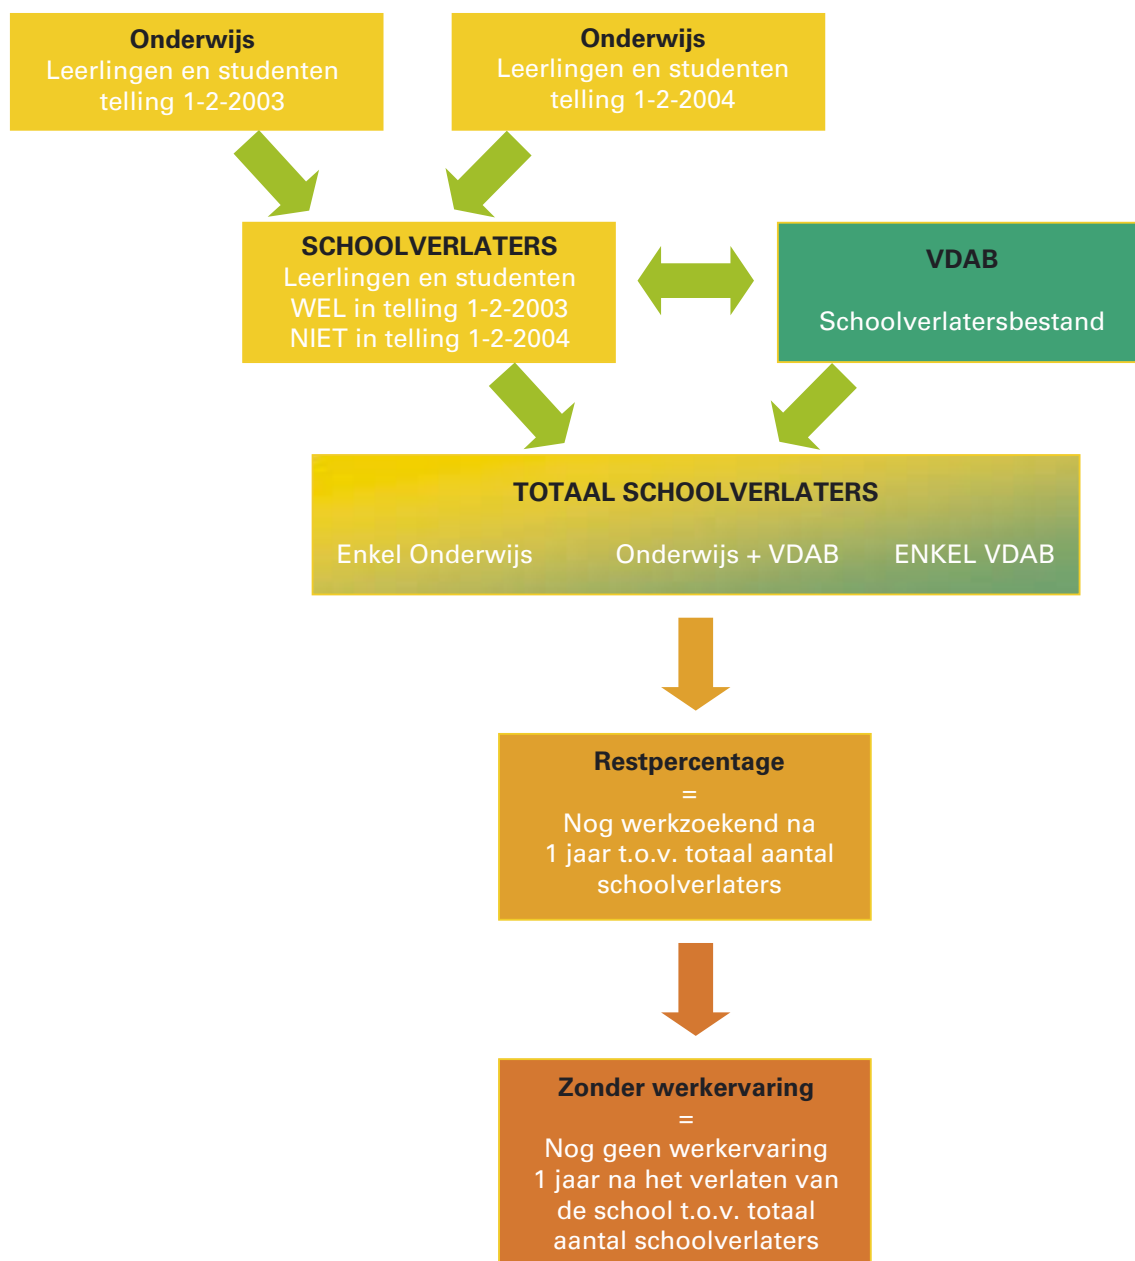 Onderwijs
Leerlingen en studenten
telling 1-2-2003
Onderwijs
Leerlingen en studenten
telling 1-2-2004
SCHOOLVERLATERS
Leerlingen en studenten
WEL in telling 1-2-2003
NIET in telling 1-2-2004
VDAB
Schoolverlatersbestand
TOTAAL SCHOOLVERLATERS
Enkel Onderwijs Onderwijs + VDAB ENKEL VDAB
Restpercentage
=
Nog werkzoekend na
1 jaar t.o.v. totaal aantal
schoolverlaters
Zonder werkervaring
=
Nog geen werkervaring
1 jaar na het verlaten van
de school t.o.v. totaal
aantal schoolverlaters